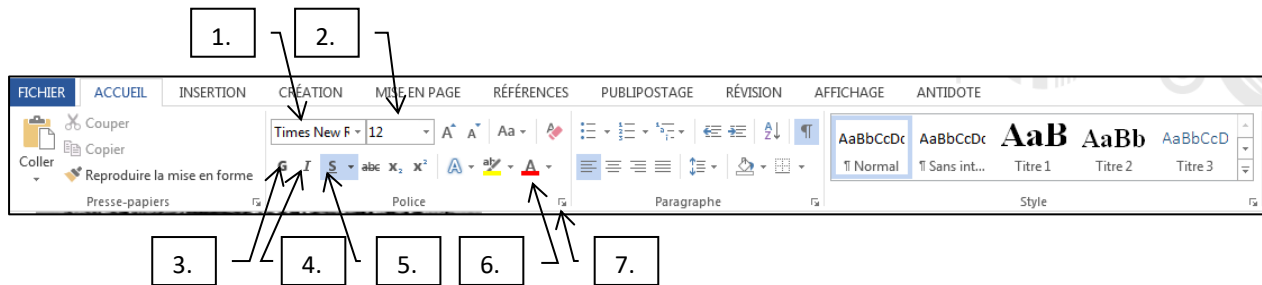 1. 2.
FICHIER ACCUEIL INSERTION CRÉATION MISE EN PAGE RÉFÉRENCES PUBLIPOSTAGE RÉVISION AFFICHAGE ANTIDOTE
Couper
Times New F 12 A A Aa
Copier
Coller
Reproduire la mise en forme
G I S abc X₂ X² A aby A
AaBbCcDc AaBbCcDc AaB AaBb AaBbCcD
¶ Normal ¶ Sans int... Titre 1 Titre 2 Titre 3
Presse-papiers Police Paragraphe Style
3. 4. 5. 6. 7.